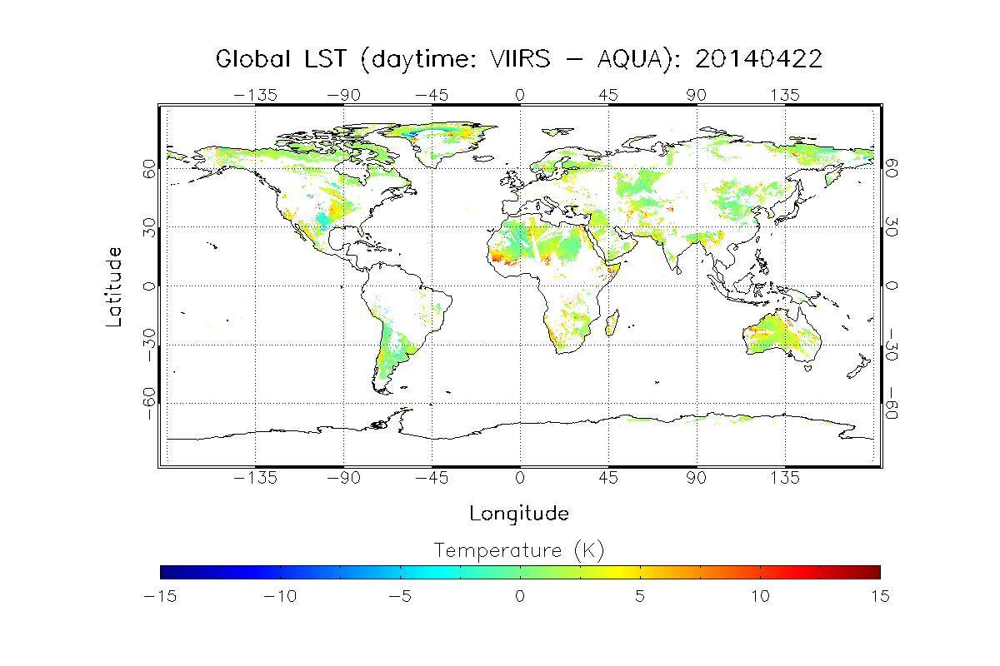 Global LST (daytime: VIIRS − AQUA): 20140422
−135 −90 −45 0 45 90 135
60 60
30 30
Latitude
0 0
−30 −30
−60 −60
−135 −90 −45 0 45 90 135
Longitude
Temperature (K)
−15 −10 −5 0 5 10 15